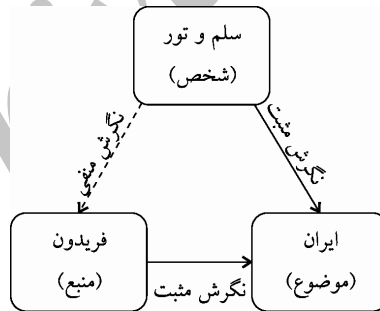 سلم و تور
(شخص)
نگرش مثبت
نگرش منفی
ایران
(موضوع)
فریدون
(منبع)
نگرش مثبت